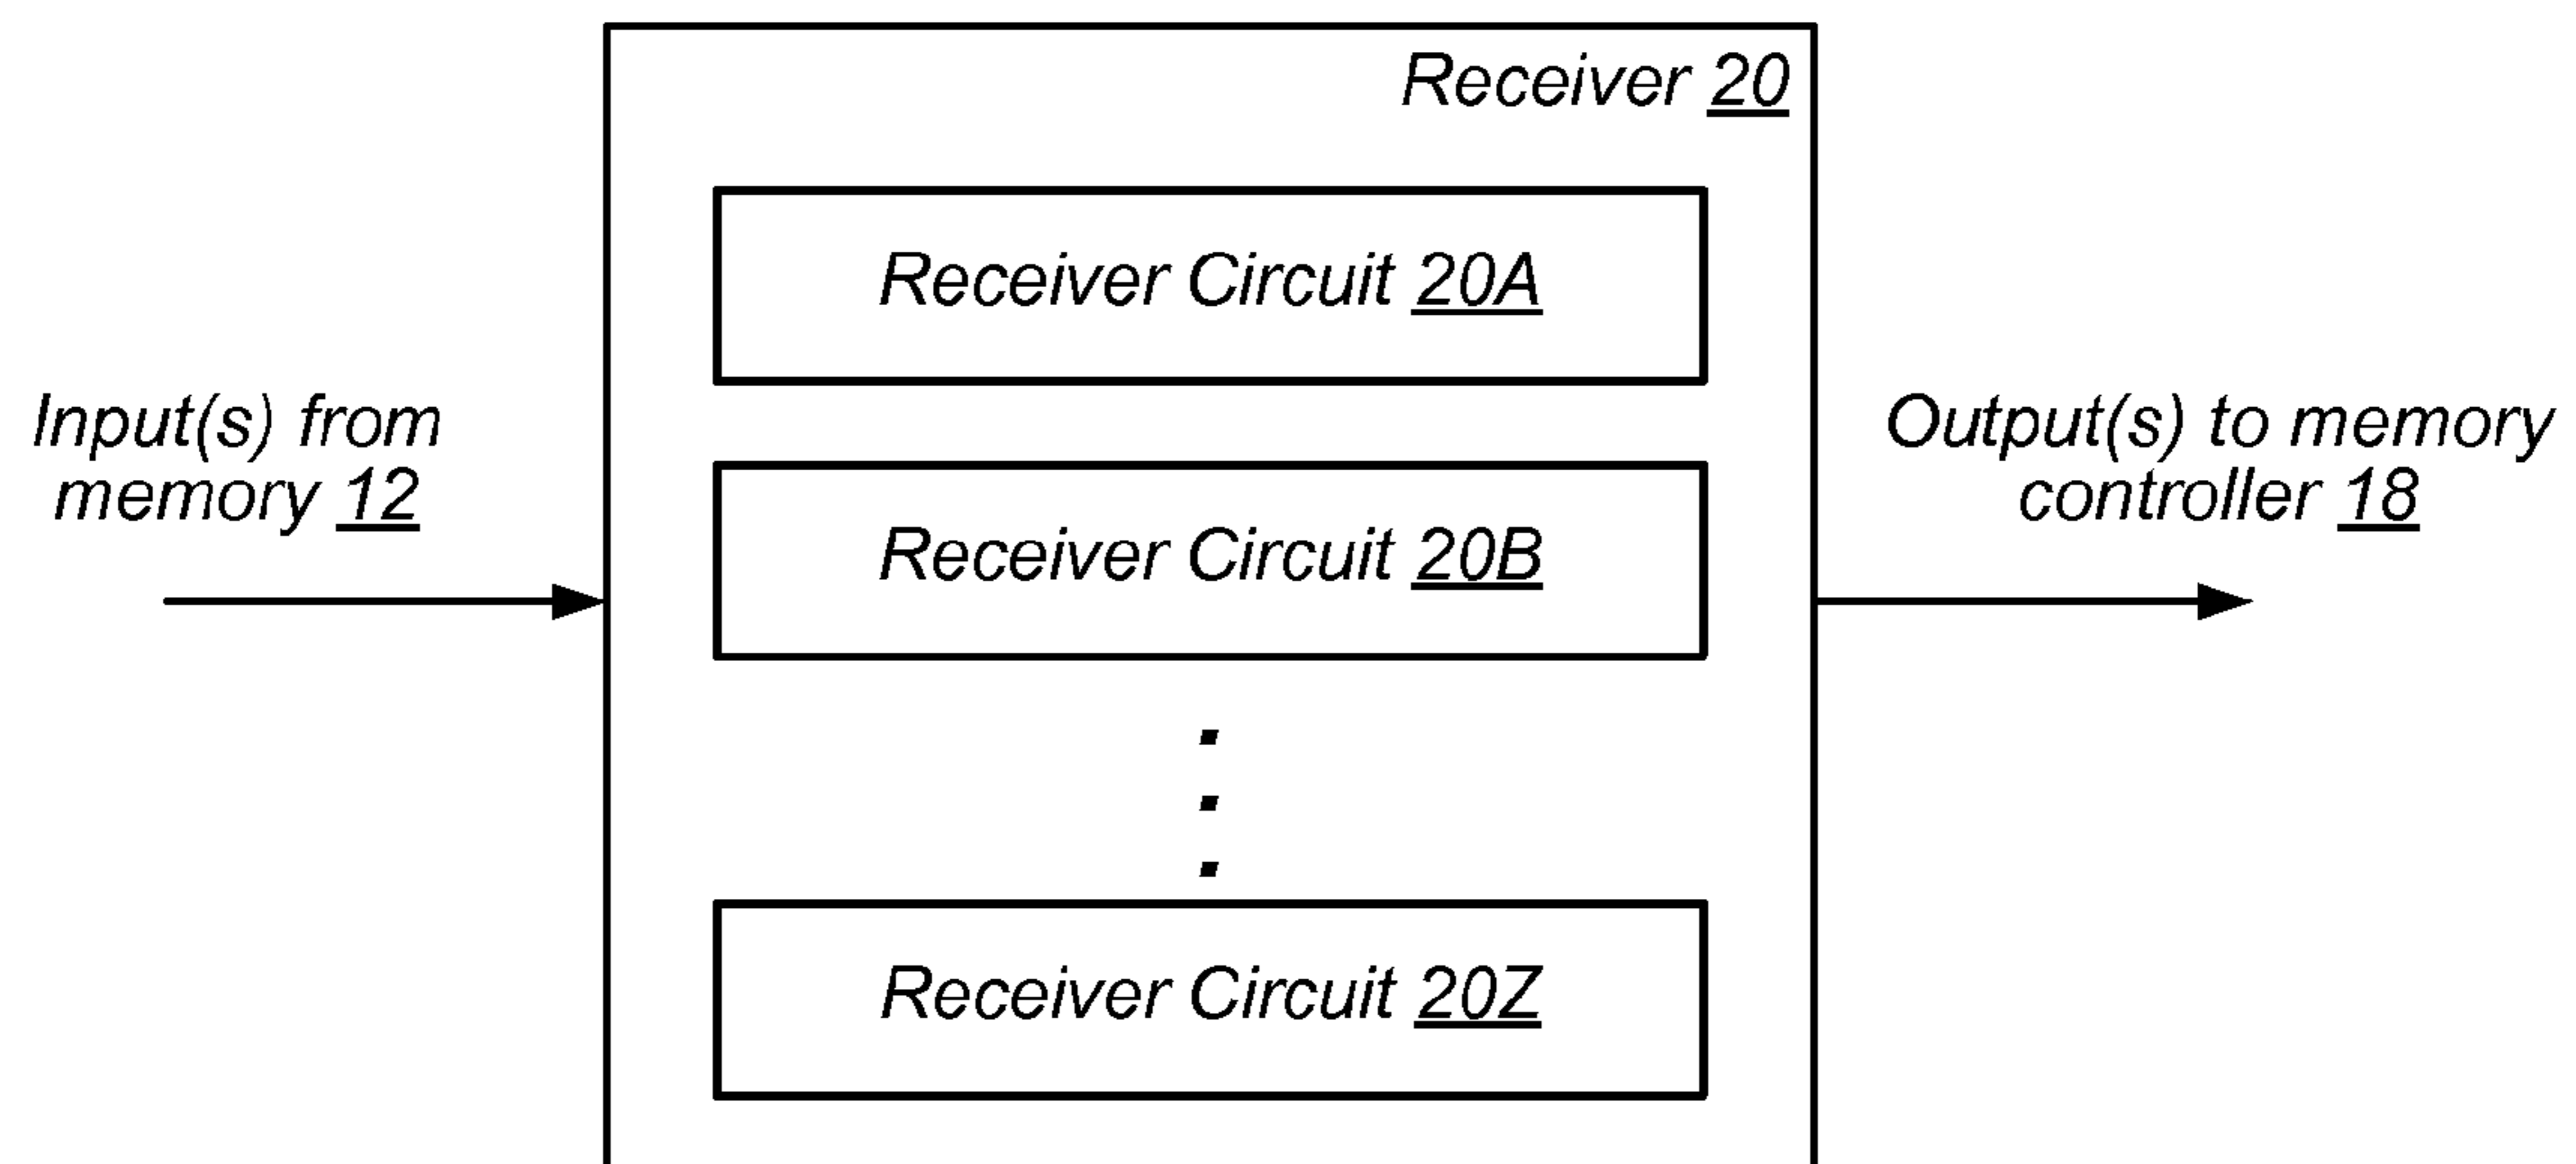 Receiver 20
Receiver Circuit 20A
Input(s) from
memory 12
Output(s) to memory
controller 18
Receiver Circuit 20B
Receiver Circuit 20Z